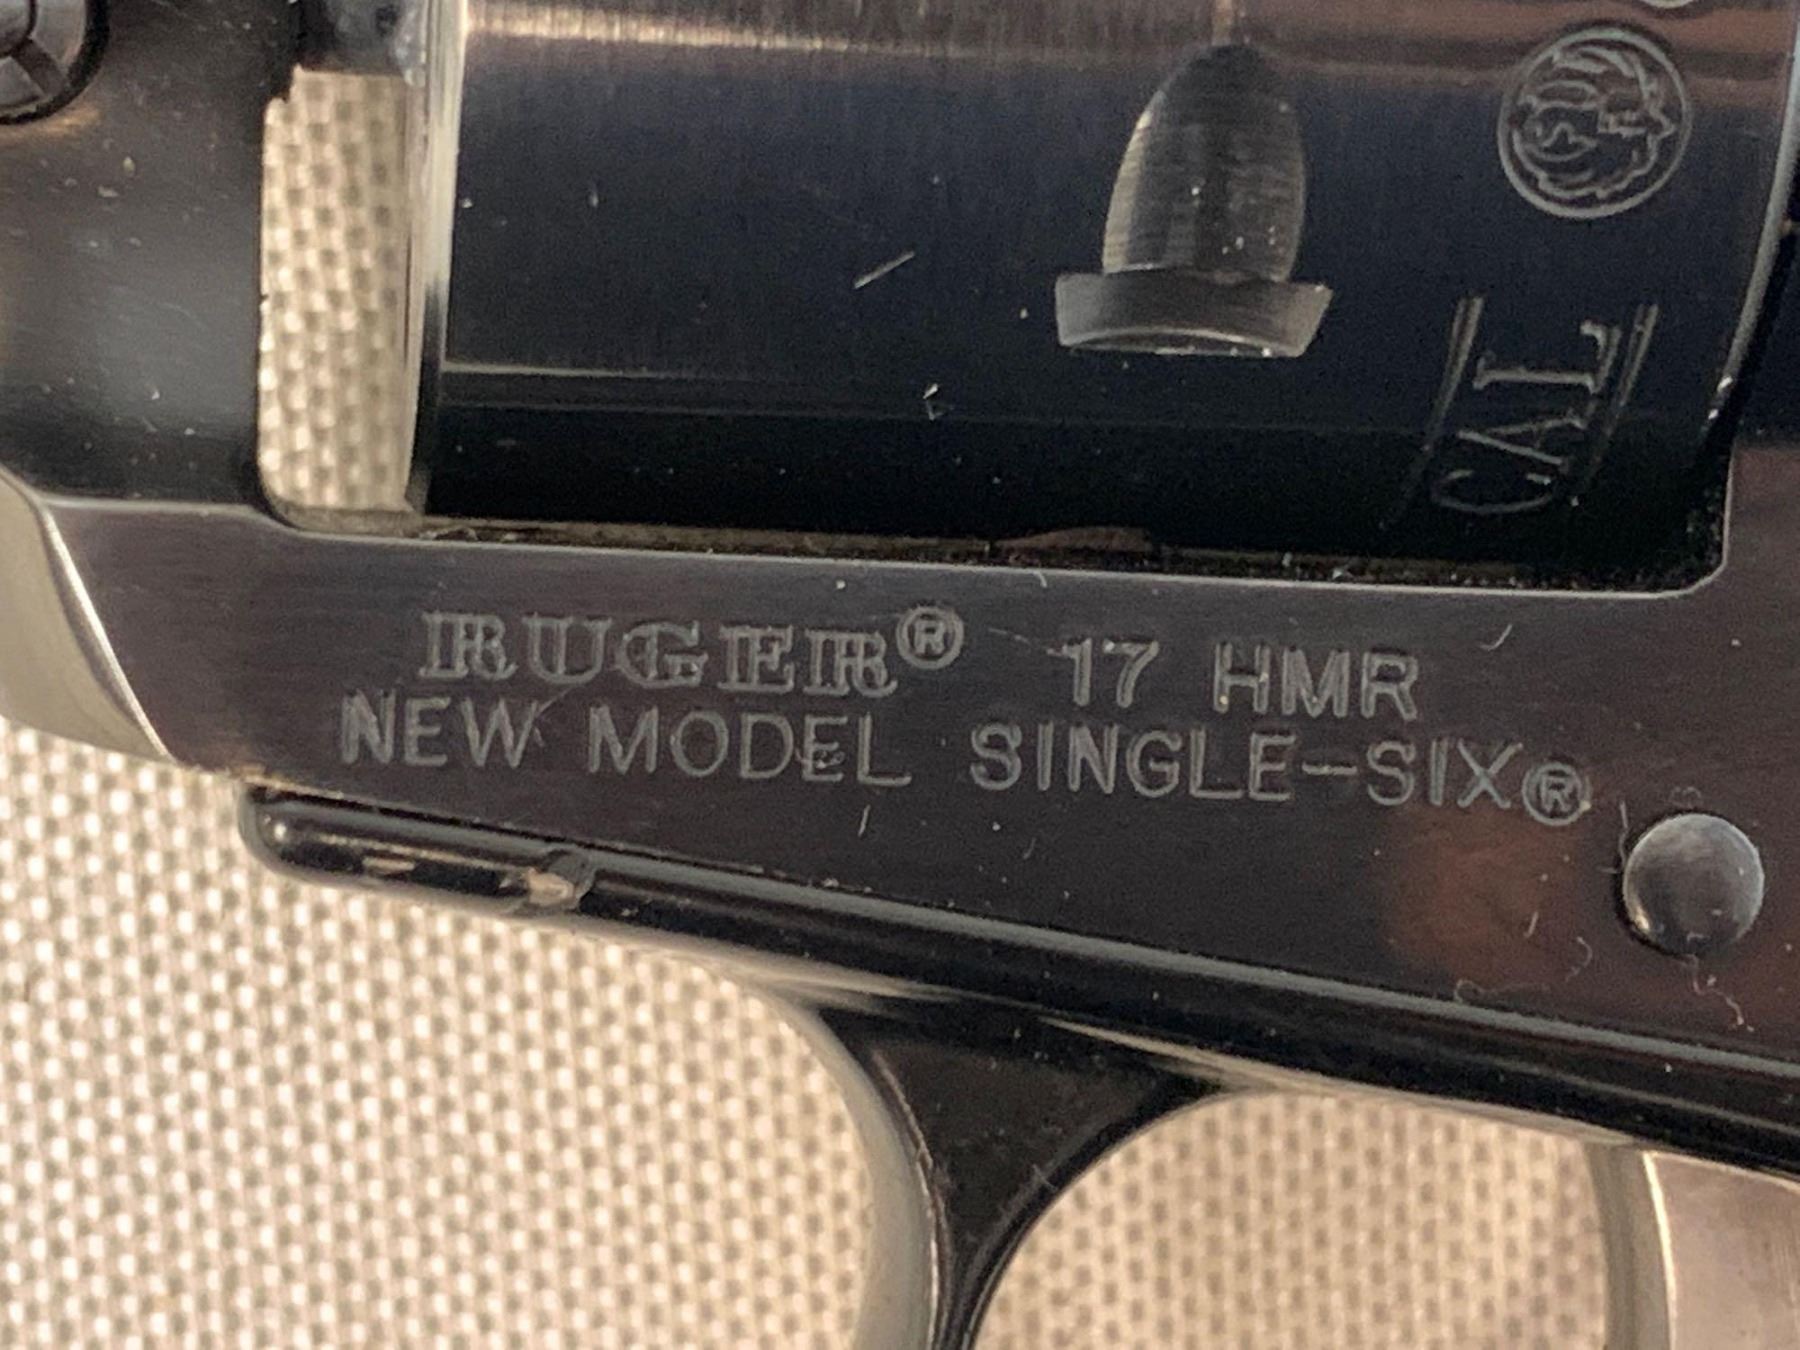 CAL
RUGER® 17 HMR
NEW MODEL SINGLE-SIX®